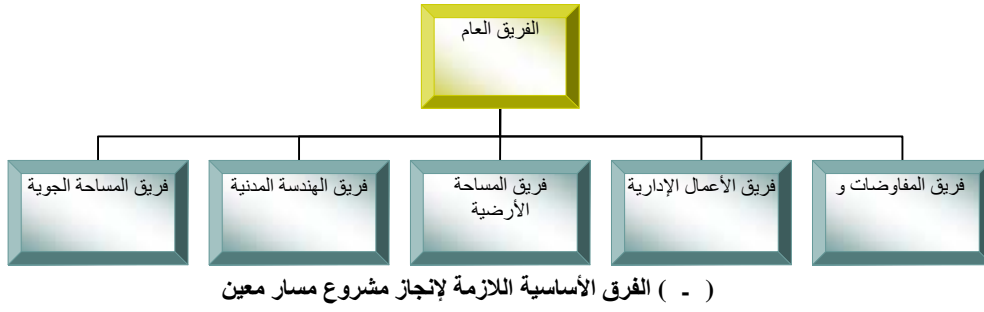 الفريق العام
فريق المفاوضات و
فريق الأعمال الإدارية
فريق المساحة
الأرضية
فريق الهندسة المدنية
فريق المساحة الجوية
( - ) الفرق الأساسية اللازمة لإنجاز مشروع مسار معين